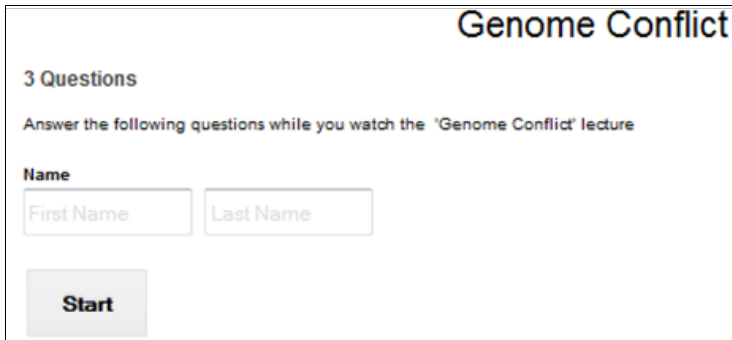 Genome Conflict
3 Questions
Answer the following questions while you watch the 'Genome Conflict' lecture
Name
First Name Last Name
Start